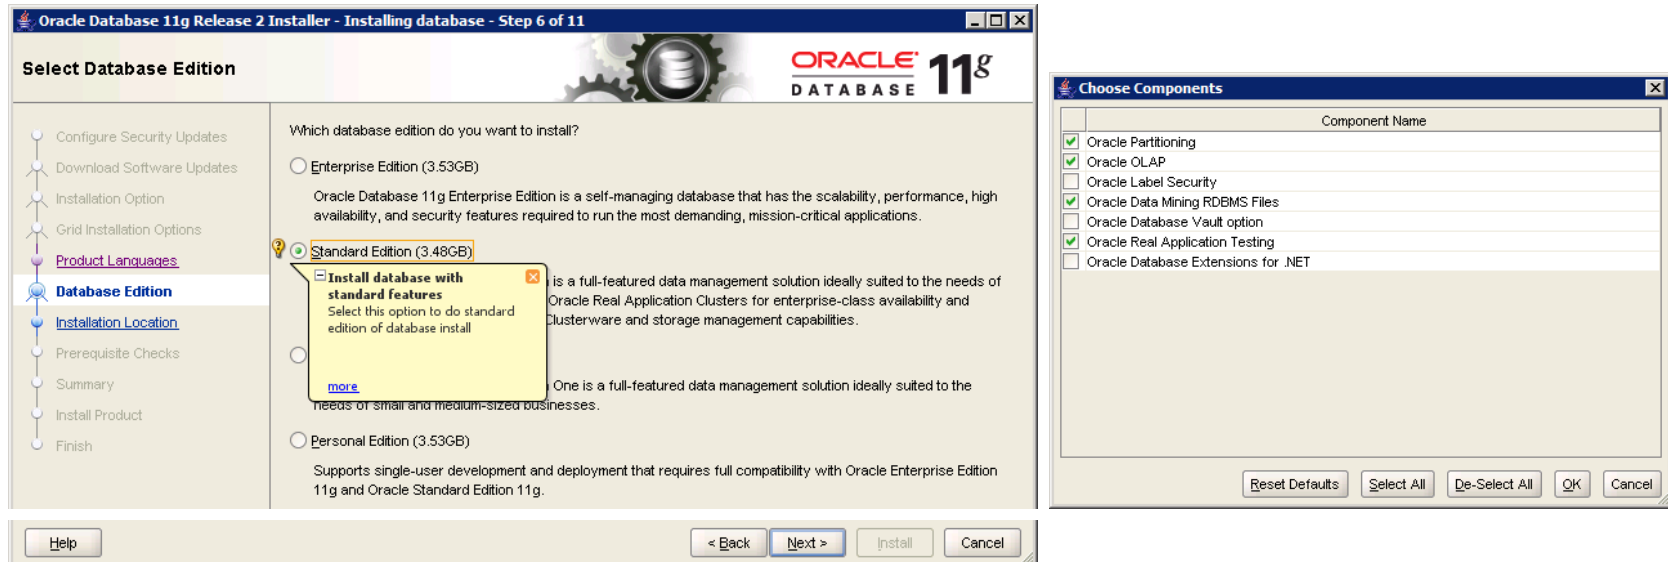 Oracle Database 11g Release 2 Installer - Installing database - Step 6 of 11
Select Database Edition
ORACLE
DATABASE
11g
Configure Security Updates
Download Software Updates
Installation Option
Grid Installation Options
Product Languages
Database Edition
Installation Location
Prerequisite Checks
Summary
Install Product
Finish
Which database edition do you want to install?
Enterprise Edition (3.53GB)
Oracle Database 11g Enterprise Edition is a self-managing database that has the scalability, performance, high
availability, and security features required to run the most demanding, mission-critical applications.
Standard Edition (3.48GB)
is a full-featured data management solution ideally suited to the needs of
Oracle Real Application Clusters for enterprise-class availability and
Clusterware and storage management capabilities.
Install database with
standard features
Select this option to do standard
edition of database install
more
One is a full-featured data management solution ideally suited to the
needs of small and medium-sized businesses.
Personal Edition (3.53GB)
Supports single-user development and deployment that requires full compatibility with Oracle Enterprise Edition
11g and Oracle Standard Edition 11g.
Help
< Back
Next >
Install
Cancel
Choose Components
Component Name
Oracle Partitioning
Oracle OLAP
Oracle Label Security
Oracle Data Mining RDBMS Files
Oracle Database Vault option
Oracle Real Application Testing
Oracle Database Extensions for .NET
Reset Defaults
Select All
De-Select All
OK
Cancel